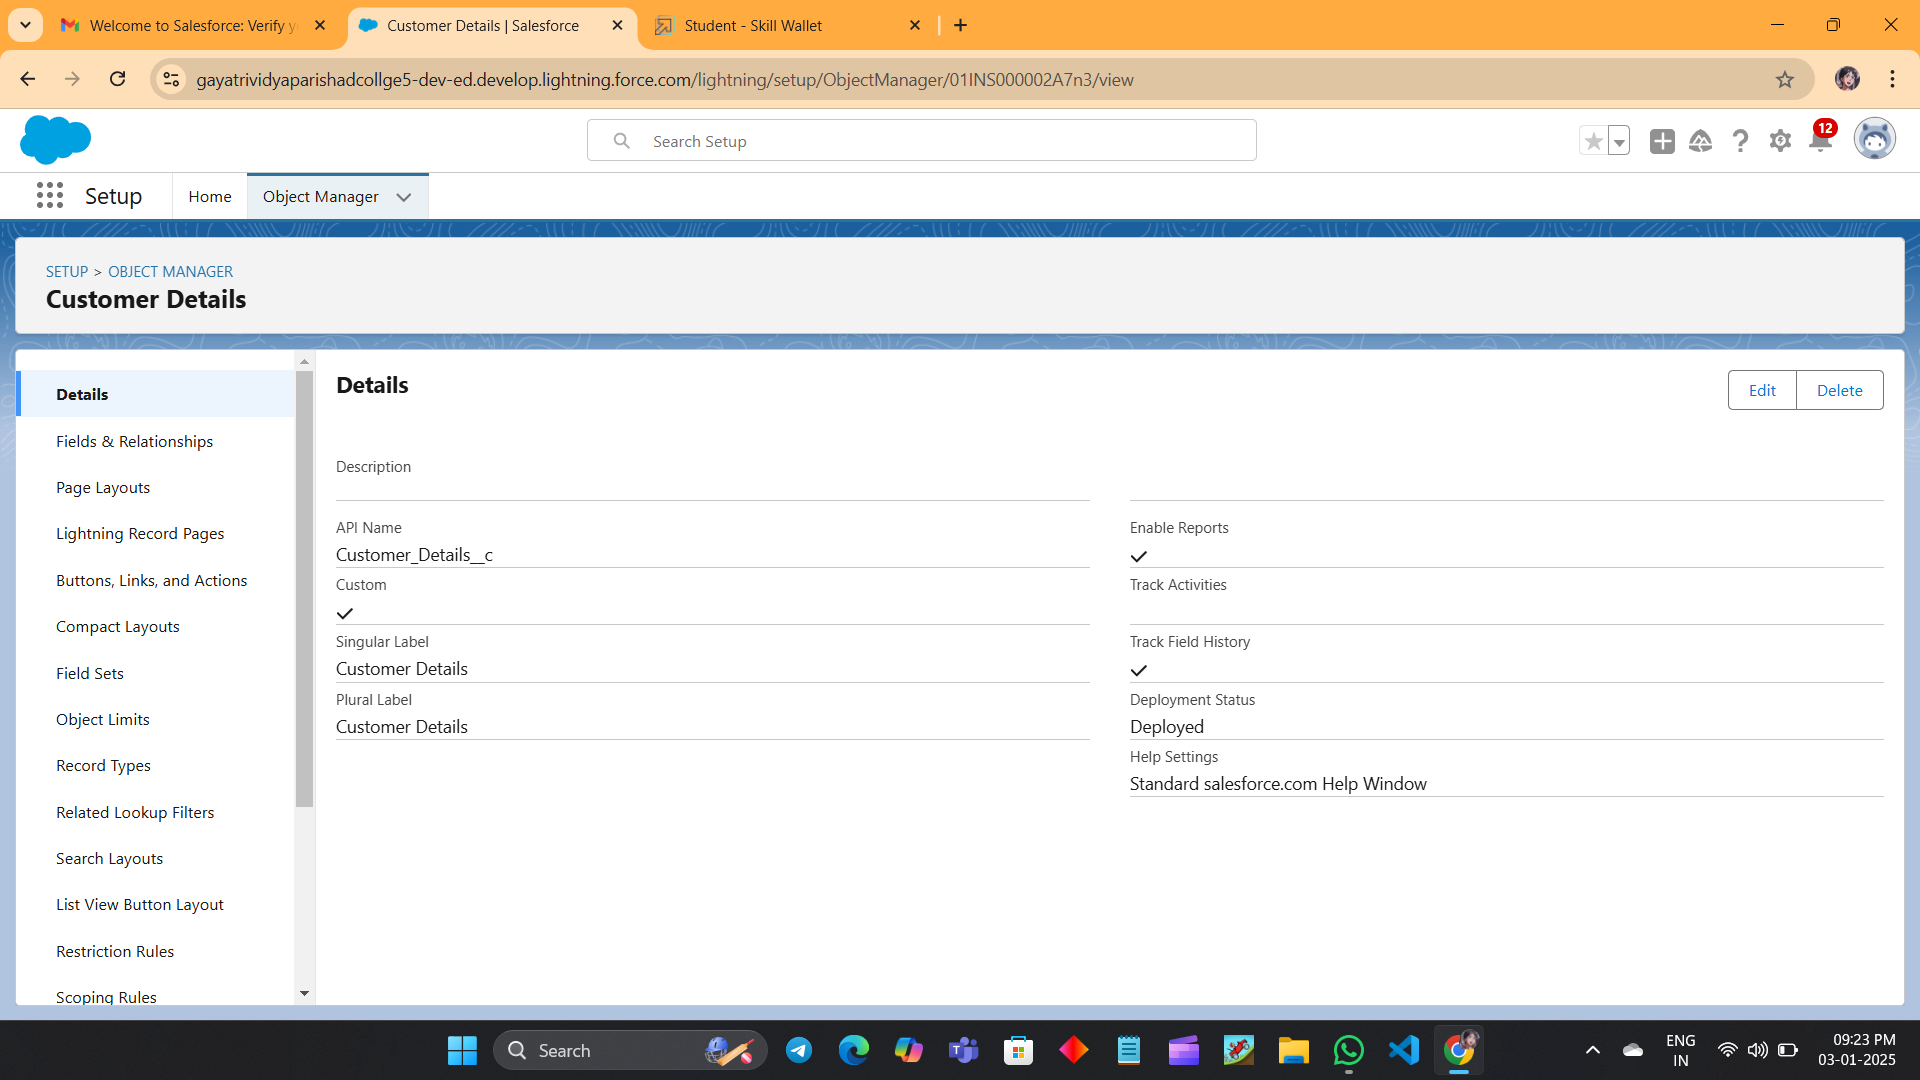 Welcome to Salesforce: Verify y
Customer Details | Salesforce
Student - Skill Wallet
gayatrividyaparishadcollge5-dev-ed.develop.lightning.force.com/lightning/setup/ObjectManager/01INS000002A7n3/view
Search Setup
12
Setup
Home
Object Manager
SETUP > OBJECT MANAGER
Customer Details
Details
Fields & Relationships
Page Layouts
Lightning Record Pages
Buttons, Links, and Actions
Compact Layouts
Field Sets
Object Limits
Record Types
Related Lookup Filters
Search Layouts
List View Button Layout
Restriction Rules
Scoping Rules
Details
Edit
Delete
Description
API Name
Customer_Details__c
Custom
Singular Label
Customer Details
Plural Label
Customer Details
Enable Reports
Track Activities
Track Field History
Deployment Status
Deployed
Help Settings
Standard salesforce.com Help Window
Search
ENG
IN
09:23 PM
03-01-2025